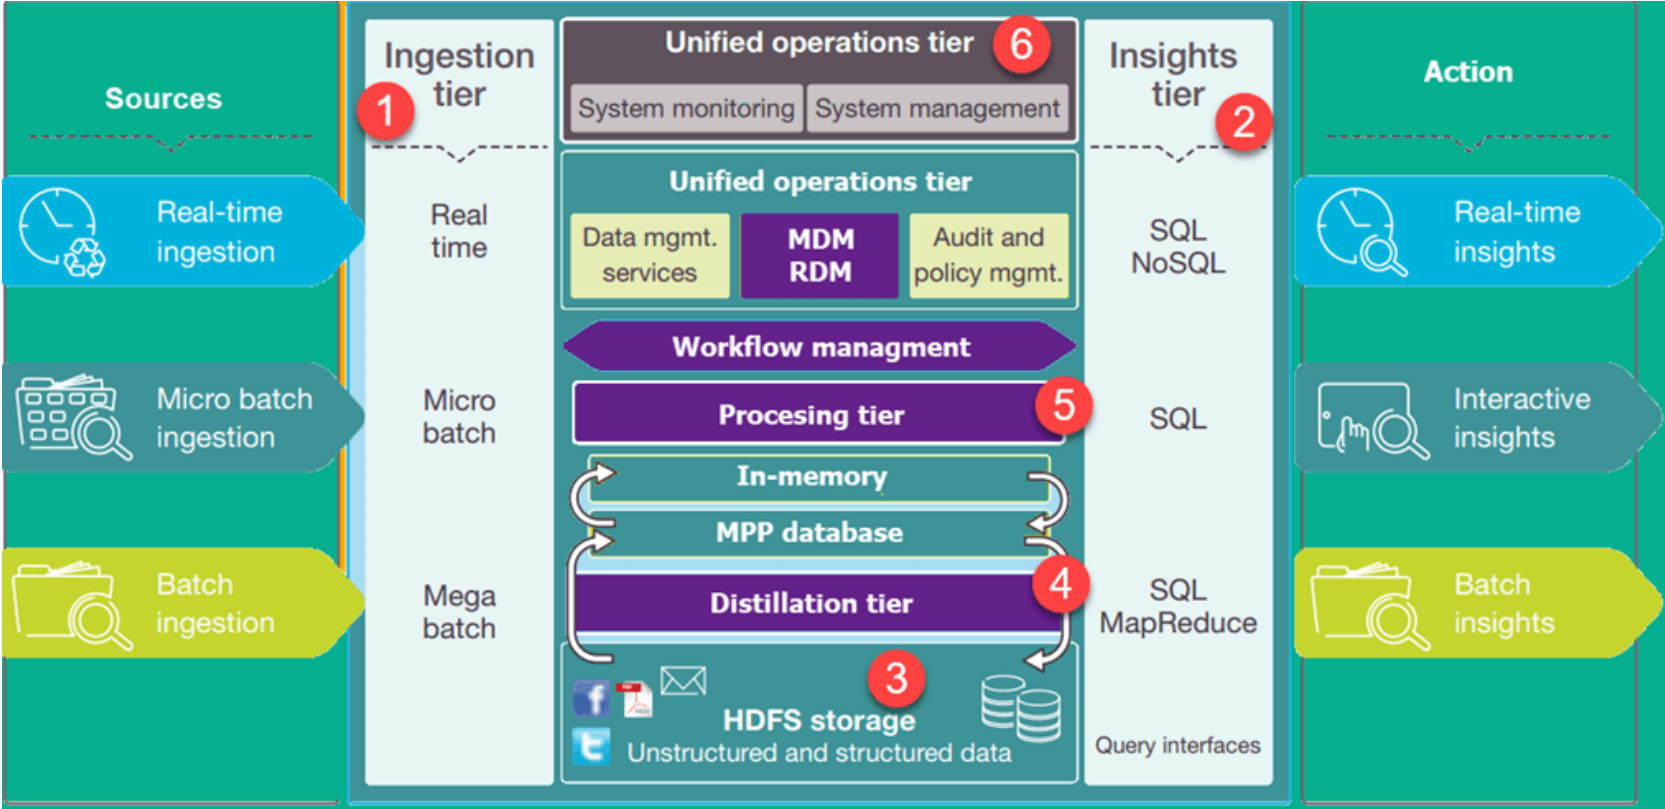 Sources
Real-time
ingestion
Micro batch
ingestion
Batch
ingestion
Ingestion
tier
1
Real
time
Micro
batch
Mega
batch
Unified operations tier
6
System monitoring
System management
Unified operations tier
Data mgmt.
services
MDM
RDM
Audit and
policy mgmt.
Workflow managment
Procesing tier
5
In-memory
MPP database
Distillation tier
4
3
f
PDF
t
HDFS storage
Unstructured and structured data
Insights
tier
2
SQL
NoSQL
SQL
SQL
MapReduce
Query interfaces
Action
Real-time
insights
Interactive
insights
Batch
insights